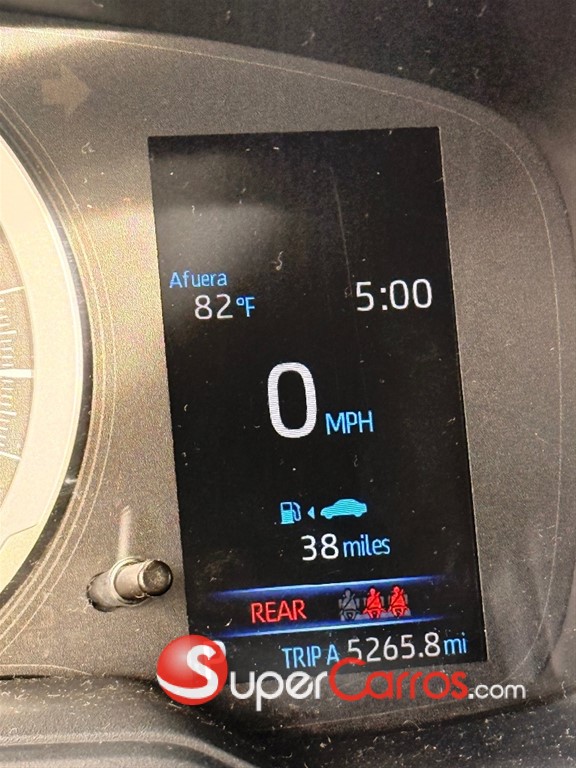 Afuera
82°F
5:00
0 MPH
38 miles
REAR
TRIP A 5265.8 mi
SuperCarros.com